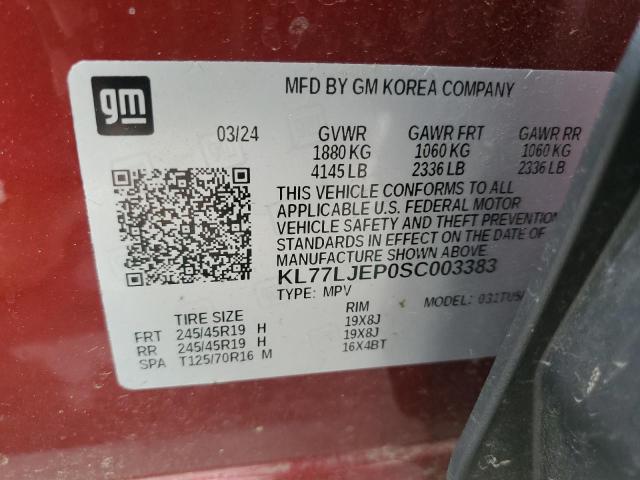 gm
MFD BY GM KOREA COMPANY
03/24 GVWR GAWR FRT GAWR RR
1880 KG 1060 KG 1060 KG
4145 LB 2336 LB 2336 LB
THIS VEHICLE CONFORMS TO ALL
APPLICABLE U.S. FEDERAL MOTOR
VEHICLE SAFETY AND THEFT PREVENTION
STANDARDS IN EFFECT ON THE DATE OF
MANUFACTURE SHOWN ABOVE
KL77LJEP0SC003383
TYPE: MPV MODEL:
TIRE SIZE RIM
FRT 245/45R19 H 19X8J
RR 245/45R19 H 19X8J
SPA T125/70R16 M 16X4BT